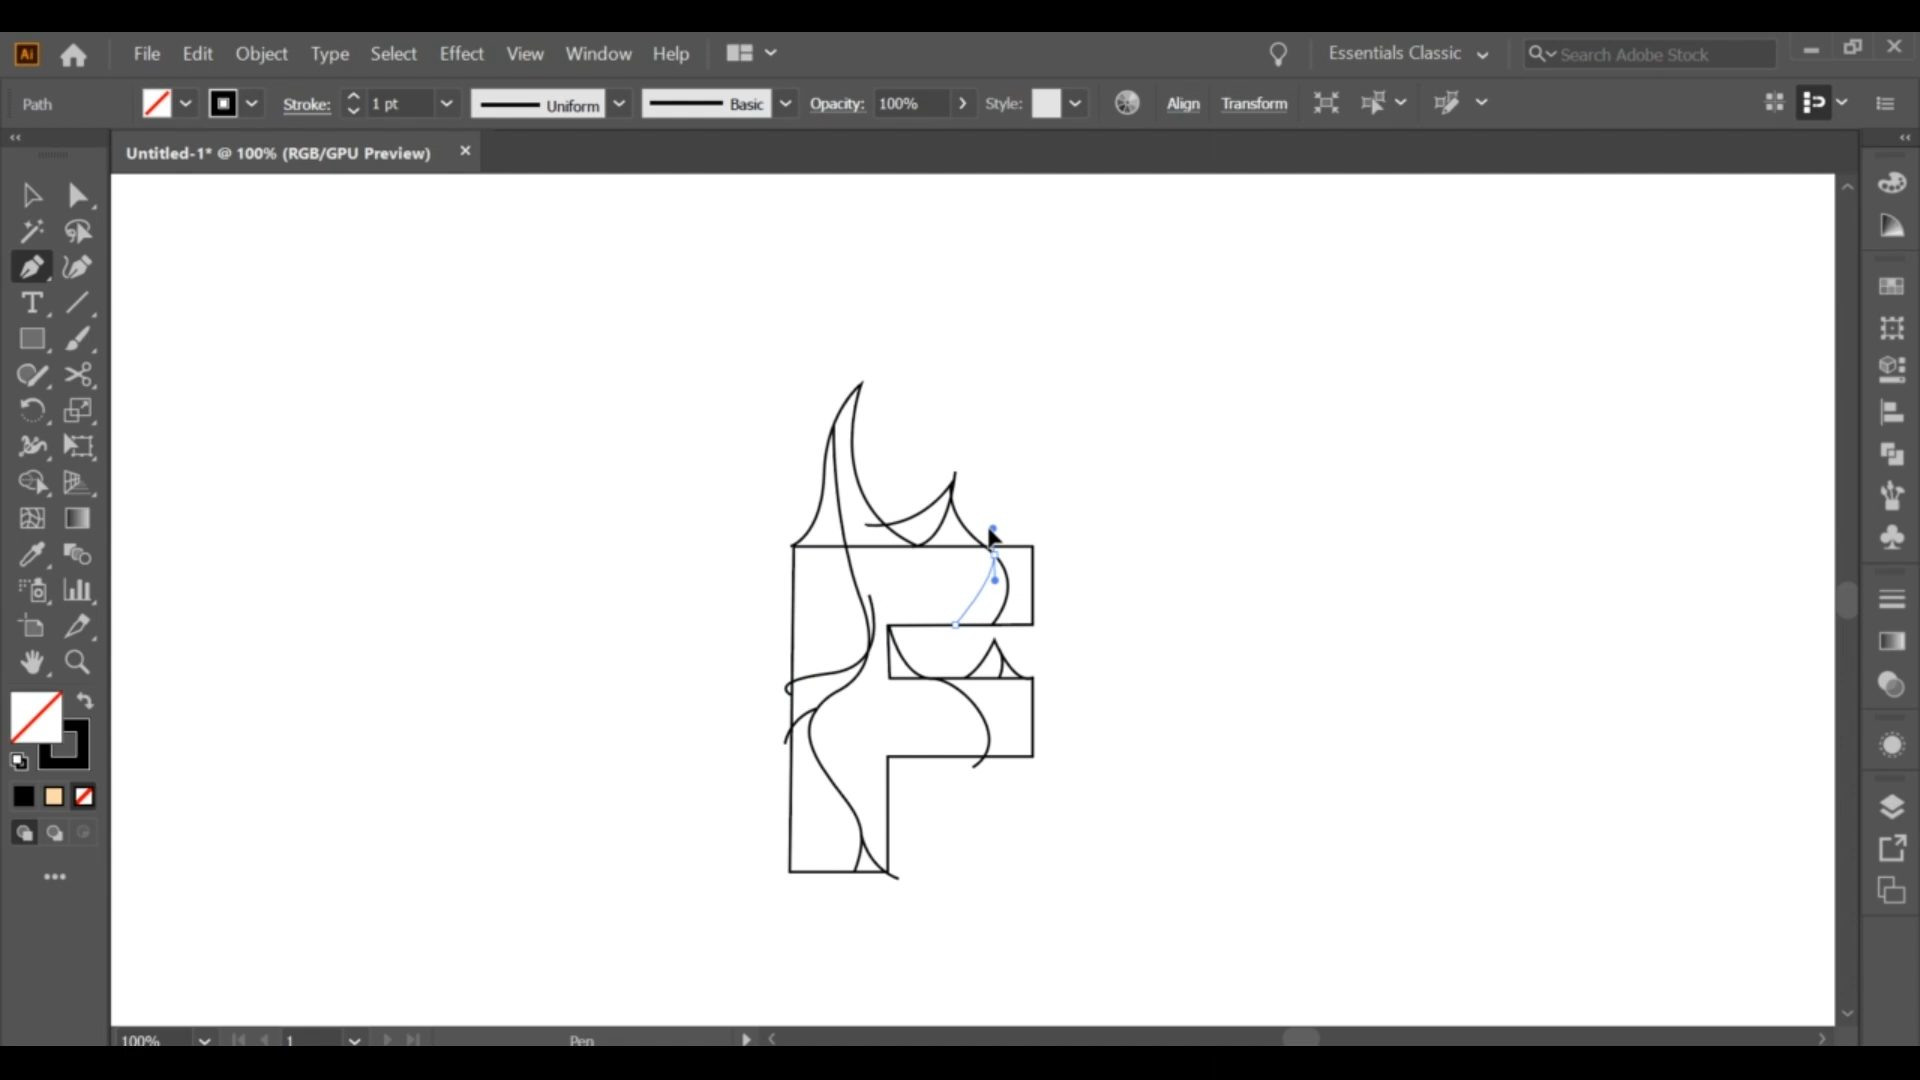 Ai File Edit Object Type Select Effect View Window Help Essentials Classic Search Adobe Stock
Path Stroke: 1 pt Uniform Basic Opacity: 100% Style: Align Transform
Untitled-1* @ 100% (RGB/GPU Preview)
100% 1 Pen